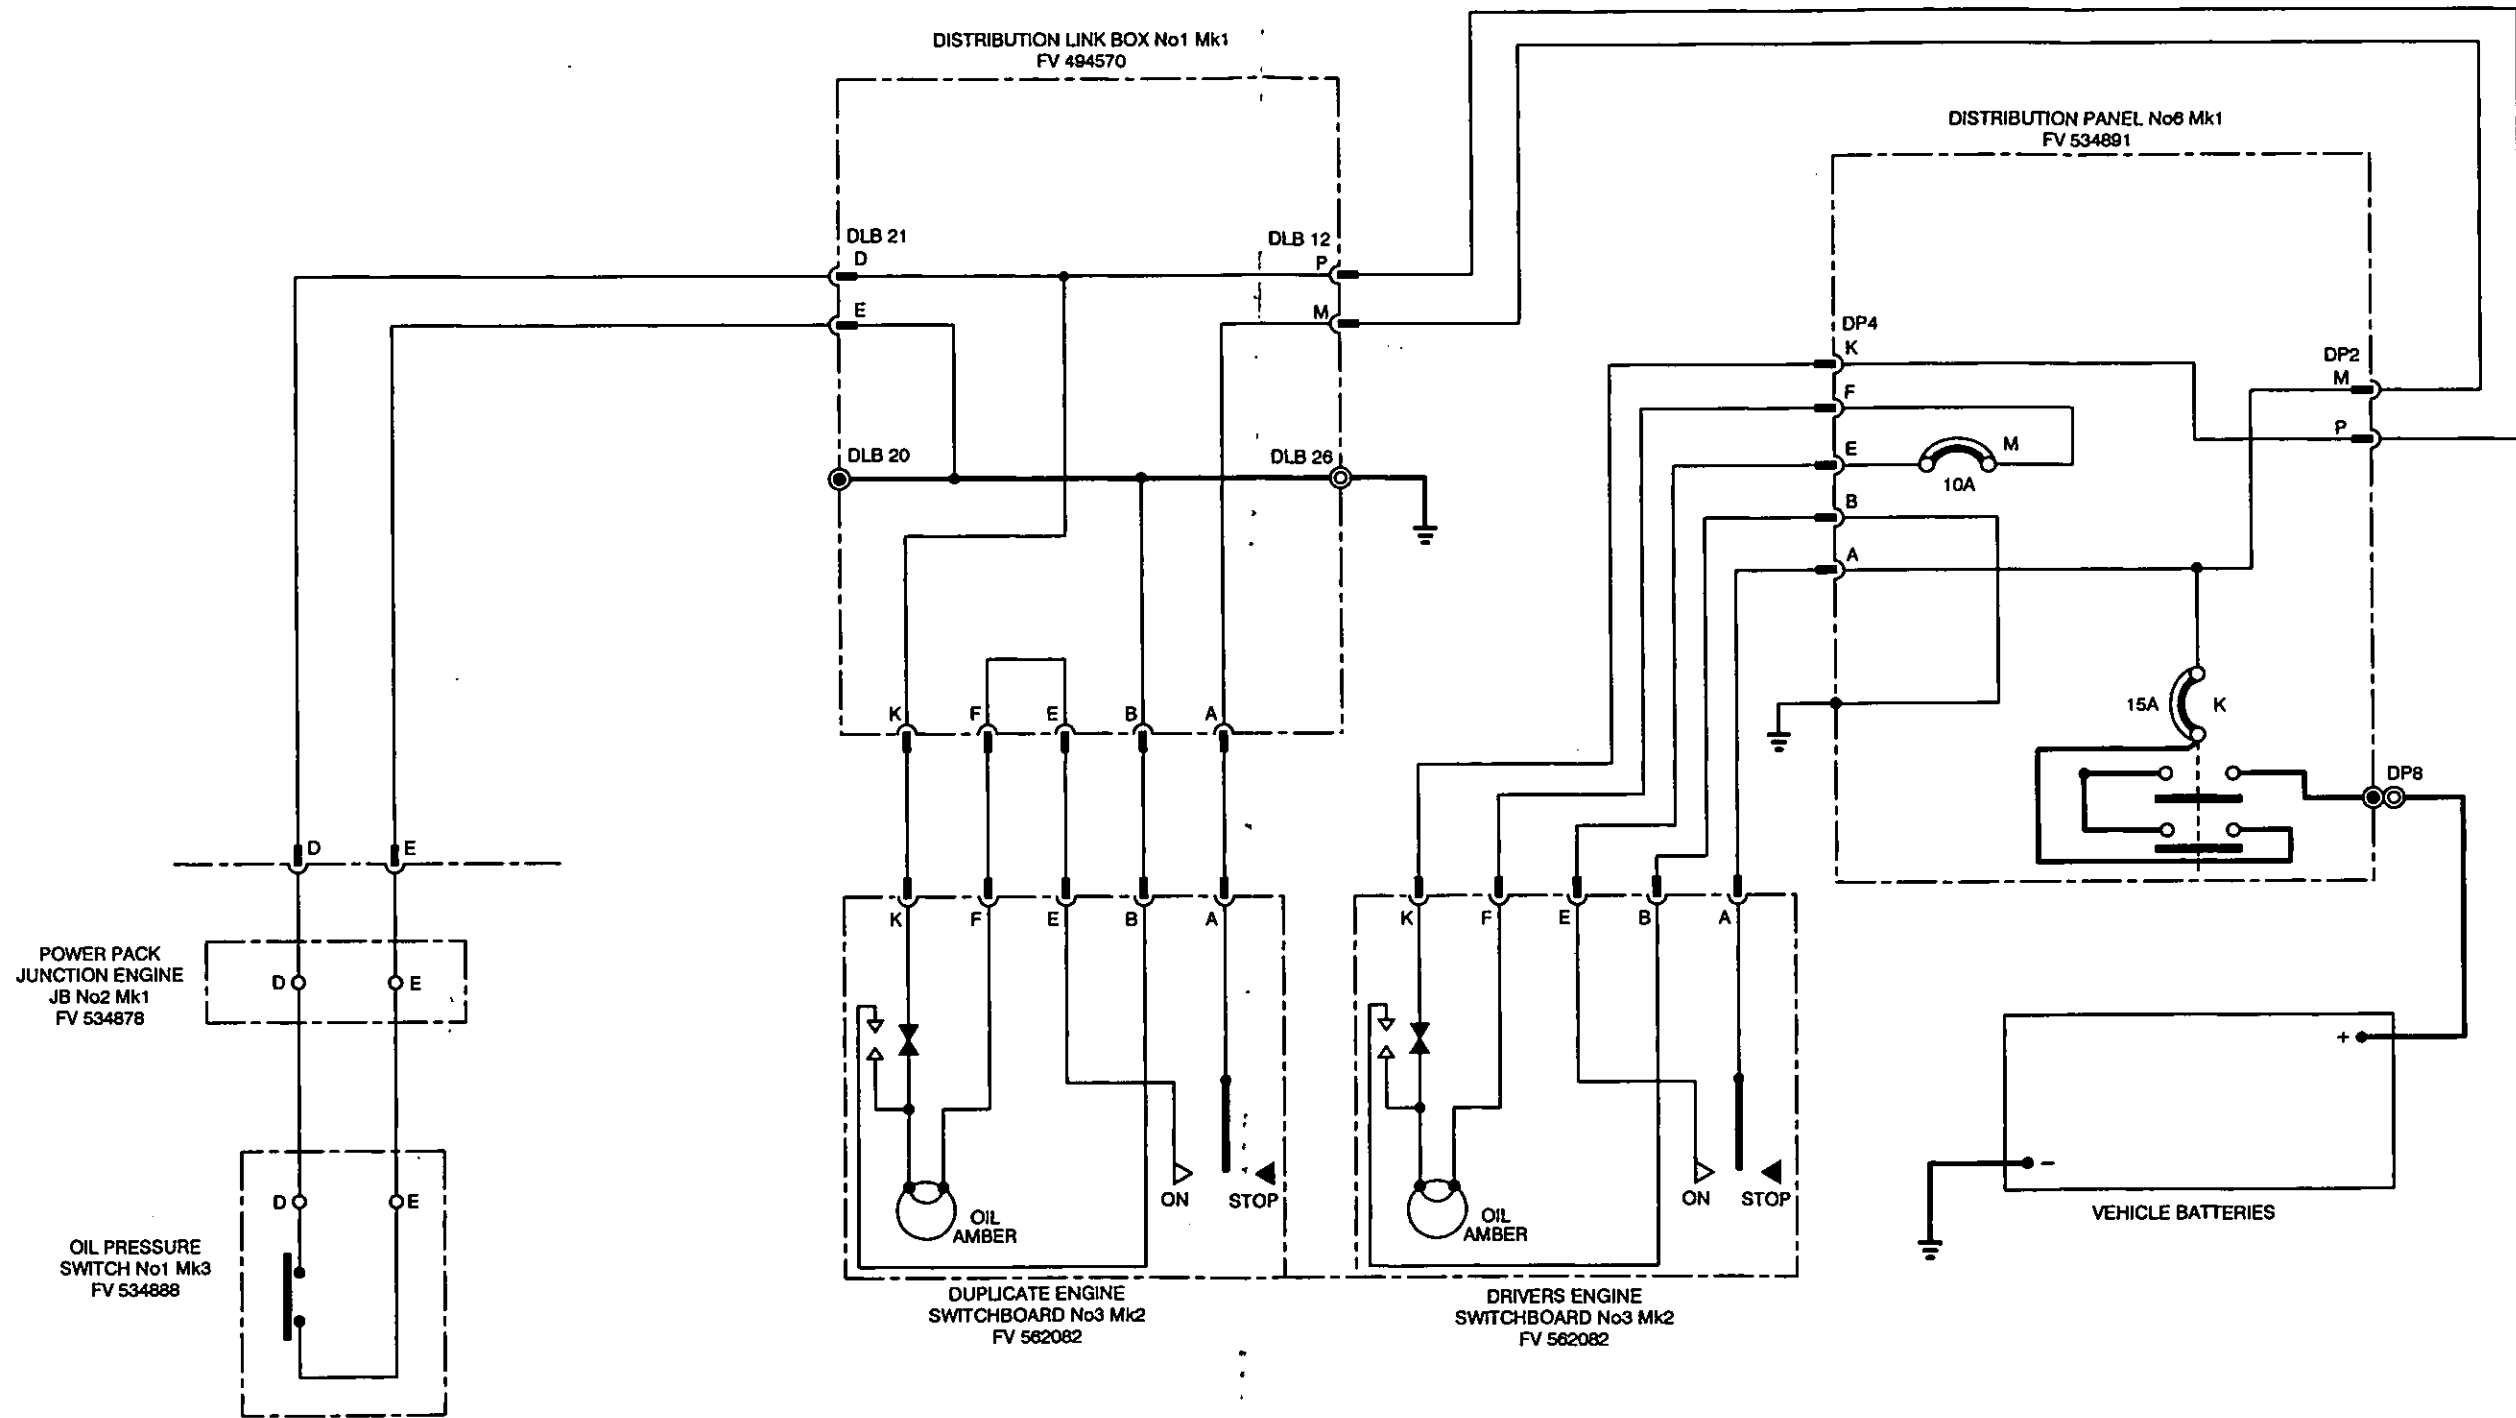 DISTRIBUTION LINK BOX No1 Mk1
FV 494570
DISTRIBUTION PANEL No6 Mk1
FV 534891
DLB 21
D
E
DLB 12
P
M
DLB 20
DLB 26
K
F
E
B
A
DP4
K
F
E
B
A
M
10A
DP2
M
P
15A
K
DP8
D
E
POWER PACK
JUNCTION ENGINE
JB No2 Mk1
FV 534878
D
E
OIL PRESSURE
SWITCH No1 Mk3
FV 534888
D
E
K
F
E
B
A
OIL
AMBER
ON
STOP
DUPLICATE ENGINE
SWITCHBOARD No3 Mk2
FV 562082
K
F
E
B
A
OIL
AMBER
ON
STOP
DRIVERS ENGINE
SWITCHBOARD No3 Mk2
FV 562082
+
−
VEHICLE BATTERIES